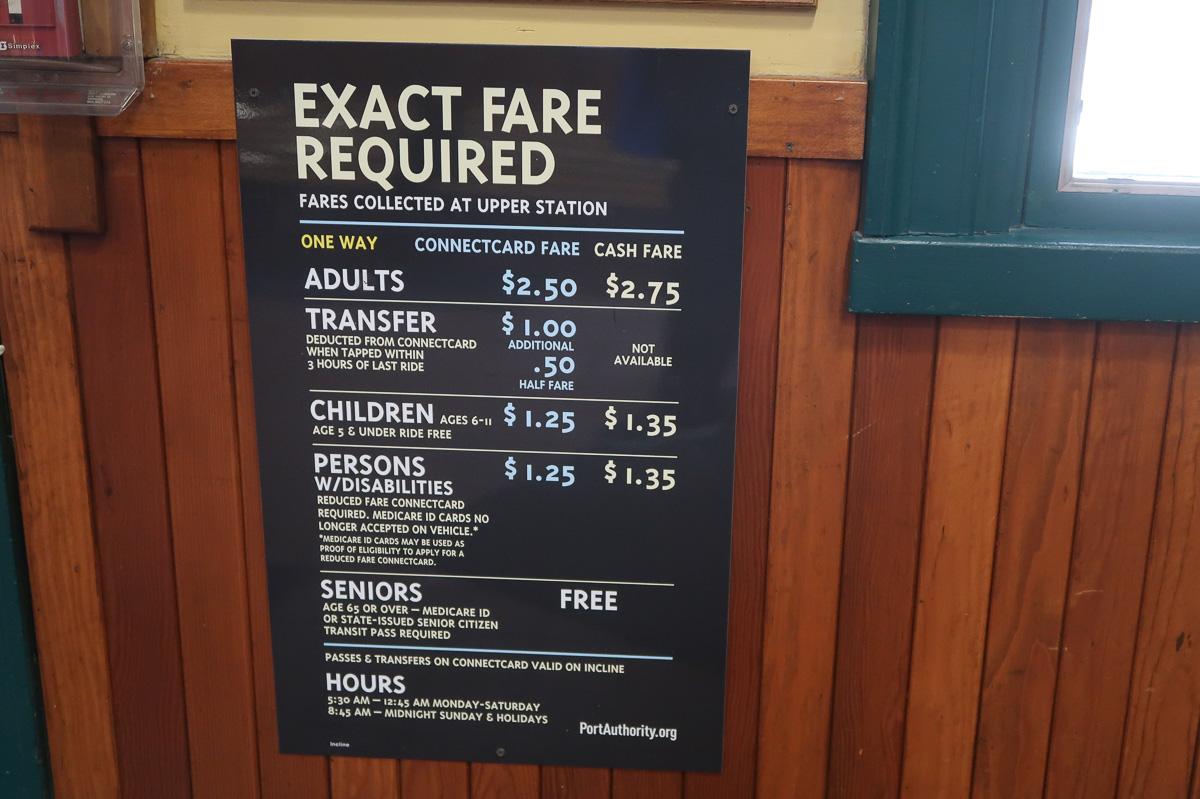 Simplex
EXACT FARE
REQUIRED
FARES COLLECTED AT UPPER STATION
ONE WAY CONNECTCARD FARE CASH FARE
ADULTS $2.50 $2.75
TRANSFER $1.00
DEDUCTED FROM CONNECTCARD ADDITIONAL NOT
WHEN TAPPED WITHIN .50 AVAILABLE
3 HOURS OF LAST RIDE
HALF FARE
CHILDREN AGES 6-11 $1.25 $1.35
AGE 5 & UNDER RIDE FREE
PERSONS $1.25 $1.35
W/DISABILITIES
REDUCED FARE CONNECTCARD
REQUIRED. MEDICARE ID CARDS NO
LONGER ACCEPTED ON VEHICLE.*
*MEDICARE ID CARDS MAY BE USED AS
PROOF OF ELIGIBILITY TO APPLY FOR A
REDUCED FARE CONNECTCARD.
SENIORS FREE
AGE 65 OR OVER — MEDICARE ID
OR STATE-ISSUED SENIOR CITIZEN
TRANSIT PASS REQUIRED
PASSES & TRANSFERS ON CONNECTCARD VALID ON INCLINE
HOURS
5:30 AM — 12:45 AM MONDAY-SATURDAY
8:45 AM — MIDNIGHT SUNDAY & HOLIDAYS
PortAuthority.org
Incline